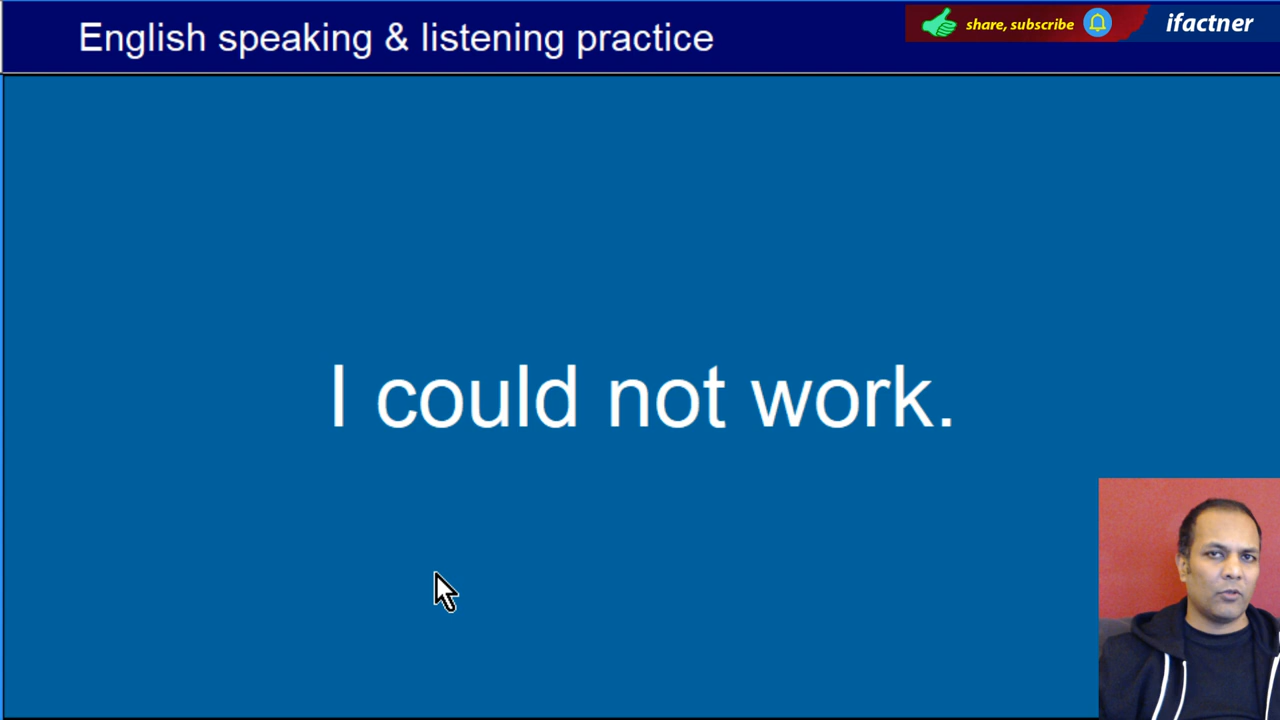 English speaking & listening practice
share, subscribe
ifactner
I could not work.